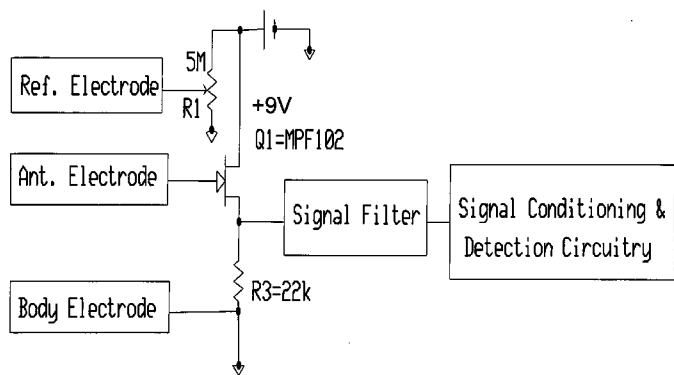 5M
Ref. Electrode
R1
+9V
Q1=MPF102
Ant. Electrode
Signal Filter
Signal Conditioning &
Detection Circuitry
R3=22k
Body Electrode